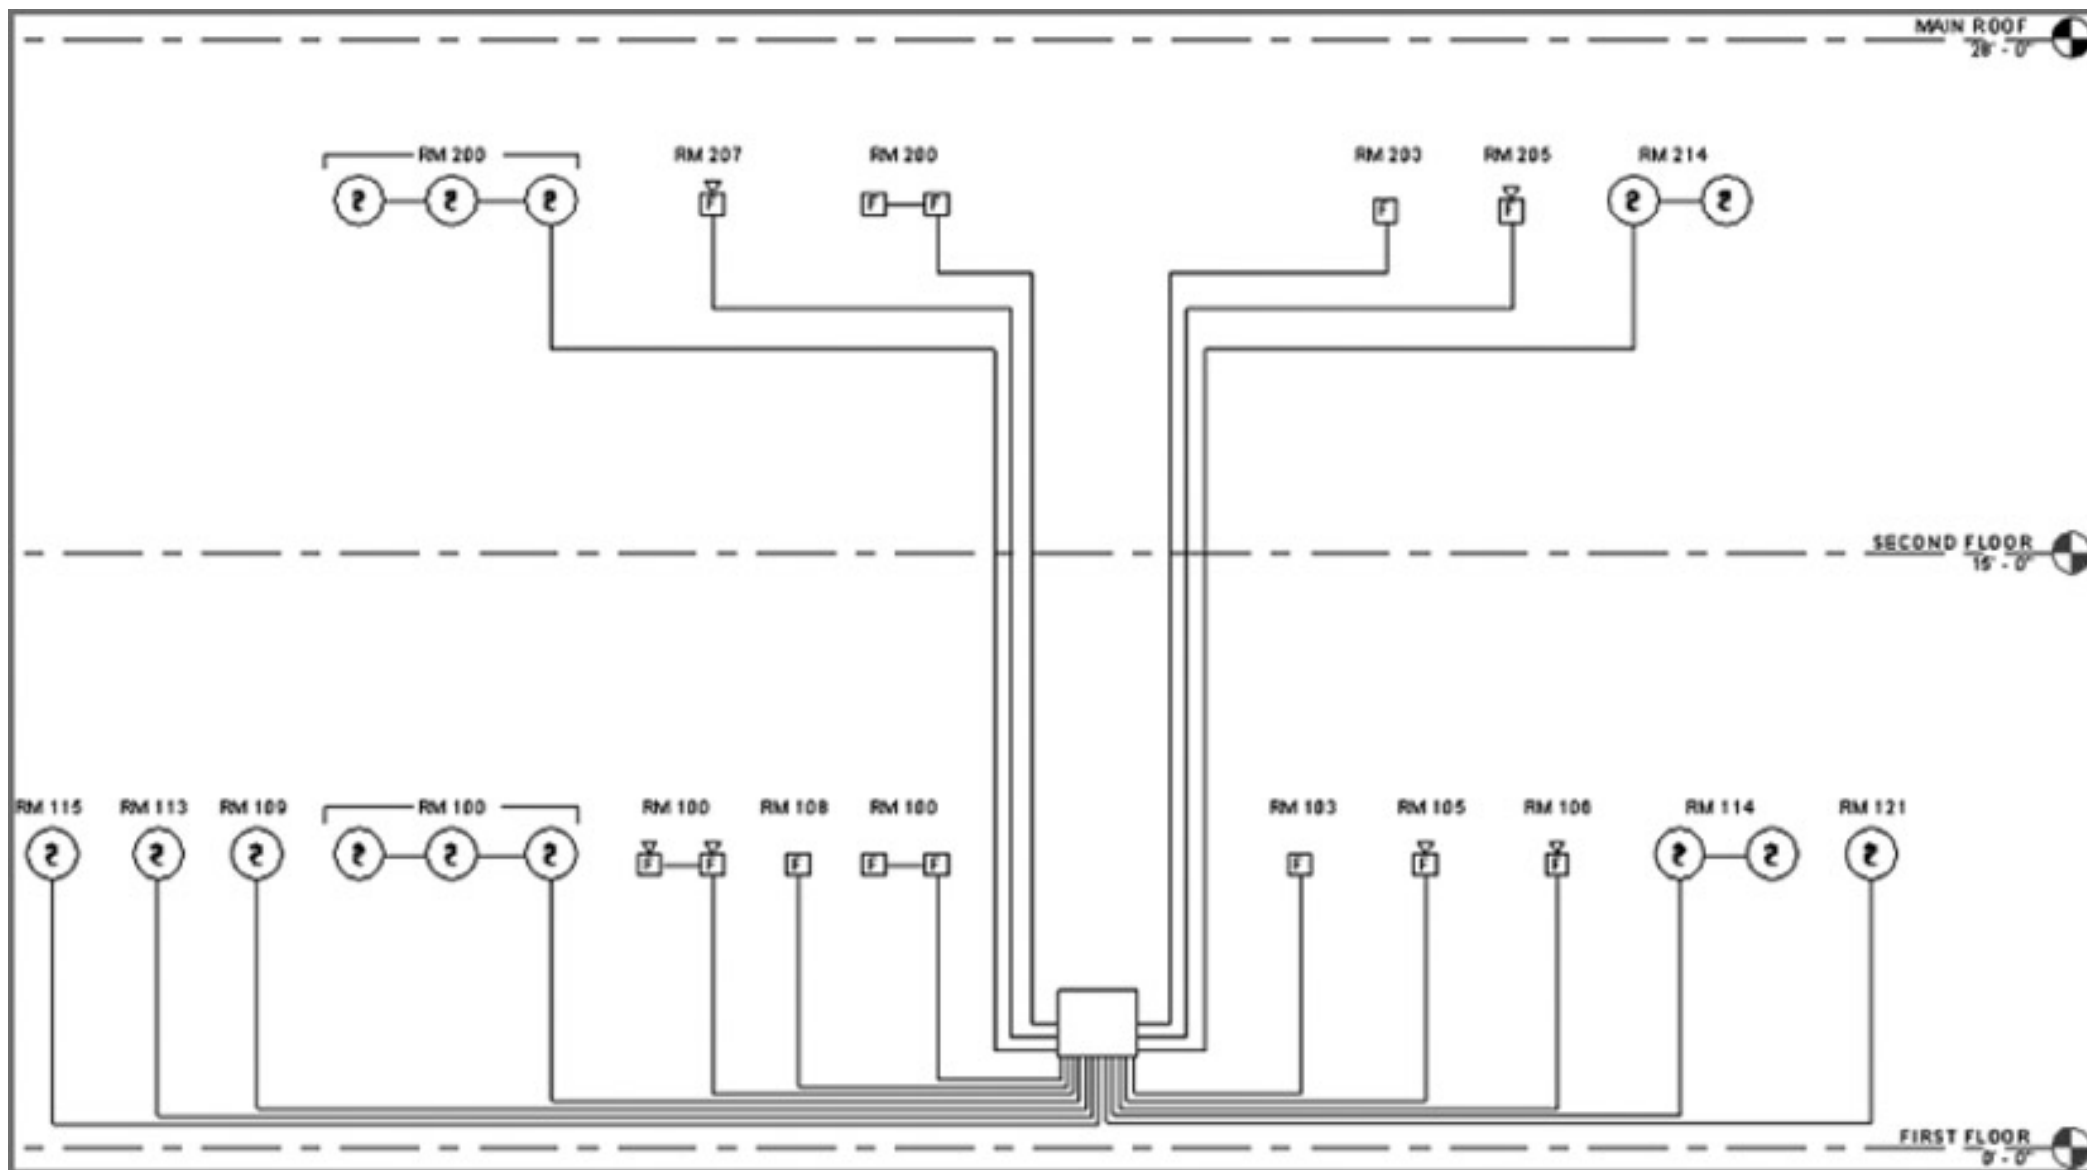 MAIN ROOF
28' - 0"
RM 200 RM 207 RM 200 RM 203 RM 205 RM 214
S S S F F F F F S S
SECOND FLOOR
15' - 0"
RM 115 RM 113 RM 109 RM 100 RM 100 RM 108 RM 100 RM 103 RM 105 RM 106 RM 114 RM 121
S S S S S S F F F F F F F F S S S
FIRST FLOOR
0' - 0"